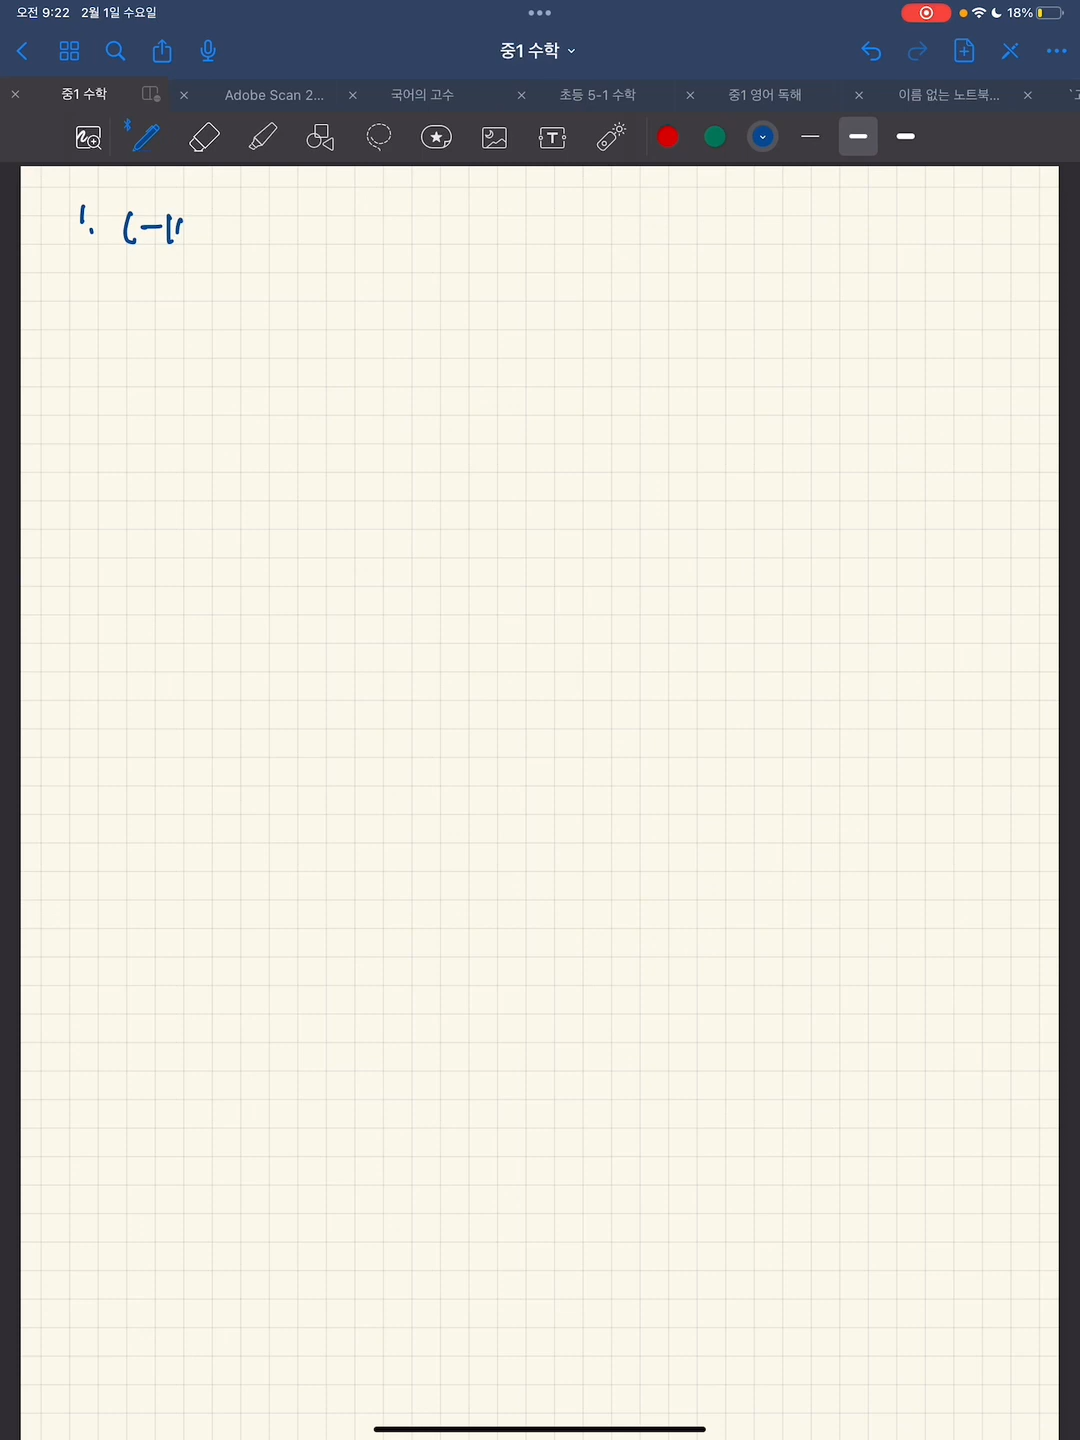 오전 9:22 2월 1일 수요일 18%
중1 수학
중1 수학 Adobe Scan 2... 국어의 고수 초등 5-1 수학 중1 영어 독해 이름 없는 노트북...
1. (-11